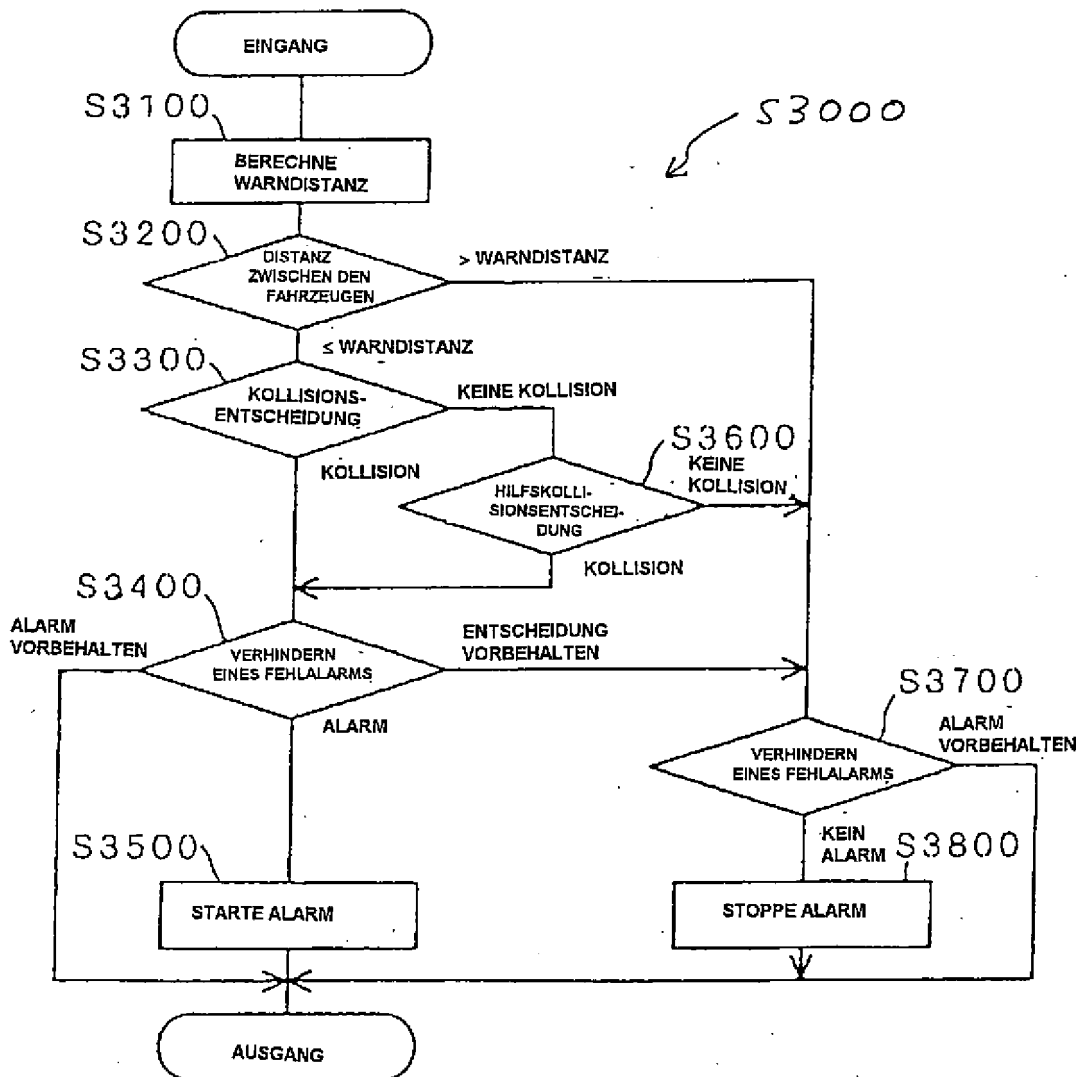 EINGANG
S3100
S3000
BERECHNE
WARNDISTANZ
S3200
DISTANZ
ZWISCHEN DEN
FAHRZEUGEN
> WARNDISTANZ
≤ WARNDISTANZ
S3300
KOLLISIONS-
ENTSCHEIDUNG
KEINE KOLLISION
S3600
KEINE
KOLLISION
KOLLISION
HILFSKOLLI-
SIONSENTSCHEI-
DUNG
KOLLISION
S3400
ALARM
VORBEHALTEN
VERHINDERN
EINES FEHLALARMS
ENTSCHEIDUNG
VORBEHALTEN
ALARM
S3700
ALARM
VORBEHALTEN
VERHINDERN
EINES FEHLALARMS
KEIN
ALARM
S3500
S3800
STARTE ALARM
STOPPE ALARM
AUSGANG